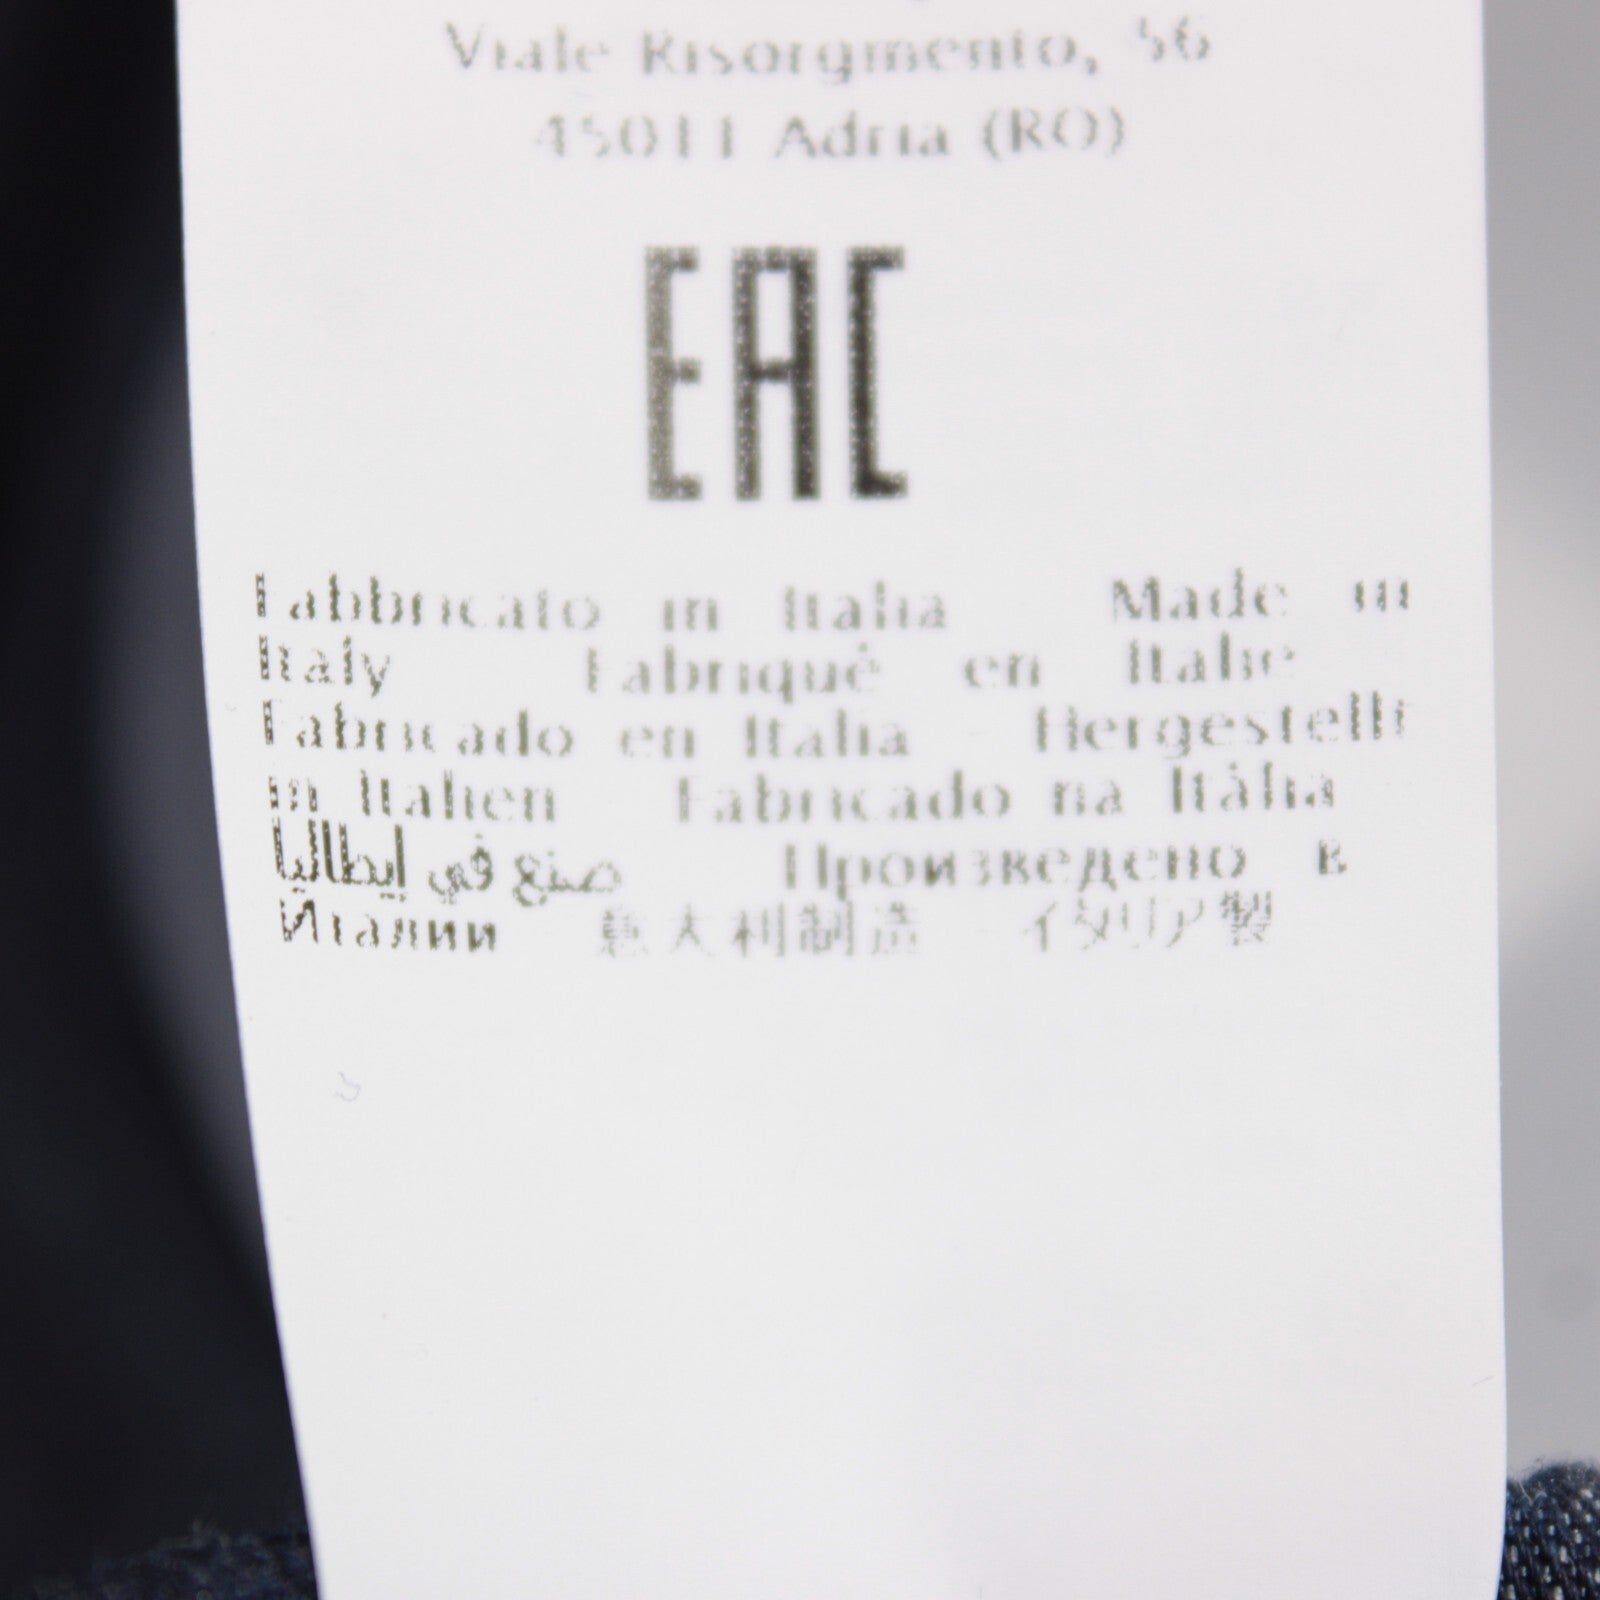 Viale Risorgmento, 56
45011 Adria (RO)
EAC
Fabbricato in Italia Made in
Italy Fabriqué en Italie
Fabricado en Italia Hergestellt
in Italien Fabricado na Itália
صنع في إيطاليا Произведено в
Италии 意大利制造 イタリア製